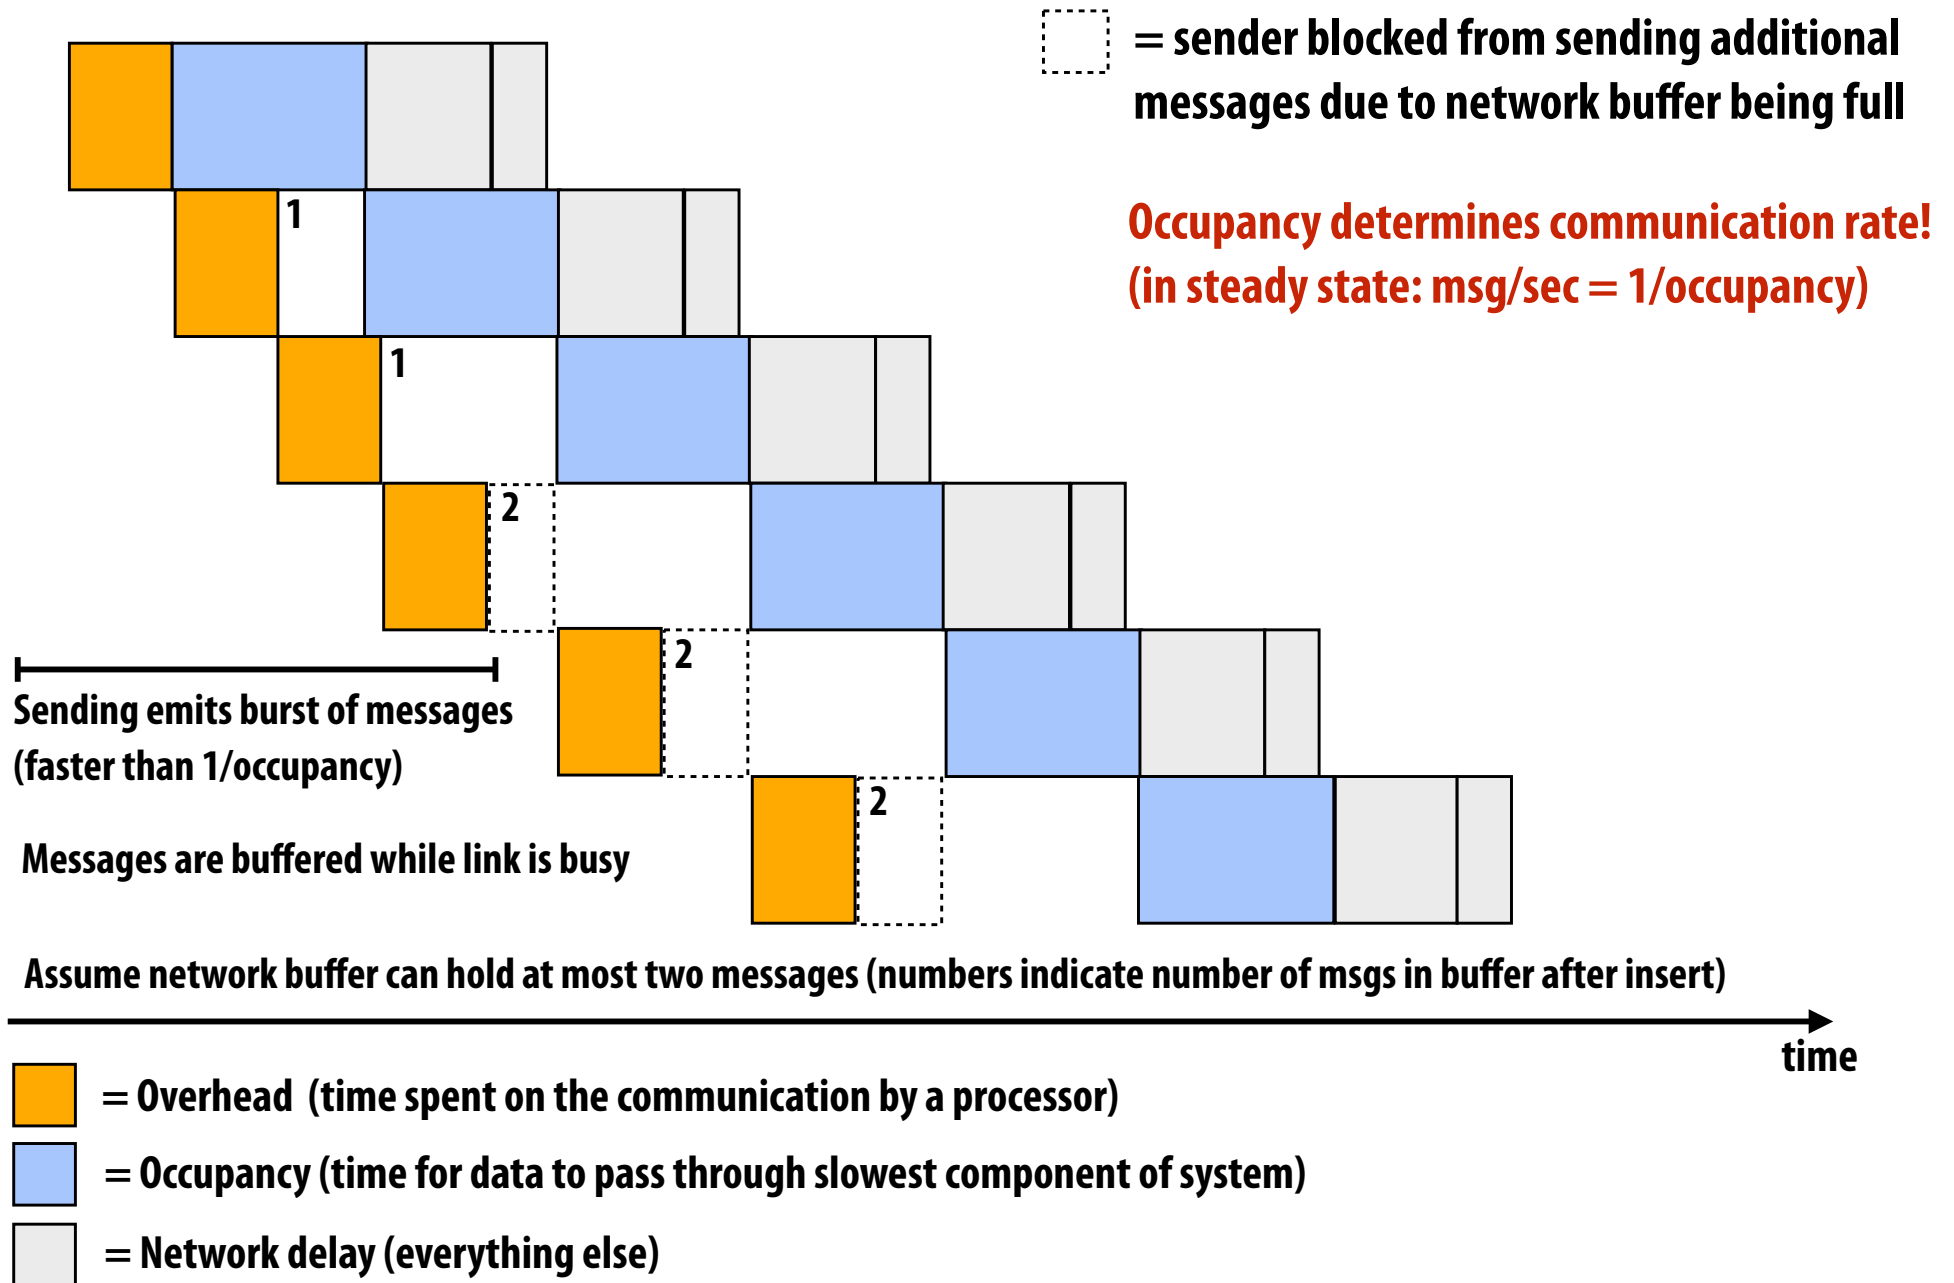 = sender blocked from sending additional
messages due to network buffer being full
Occupancy determines communication rate!
(in steady state: msg/sec = 1/occupancy)
1
1
2
2
2
Sending emits burst of messages
(faster than 1/occupancy)
Messages are buffered while link is busy
Assume network buffer can hold at most two messages (numbers indicate number of msgs in buffer after insert)
time
= Overhead (time spent on the communication by a processor)
= Occupancy (time for data to pass through slowest component of system)
= Network delay (everything else)